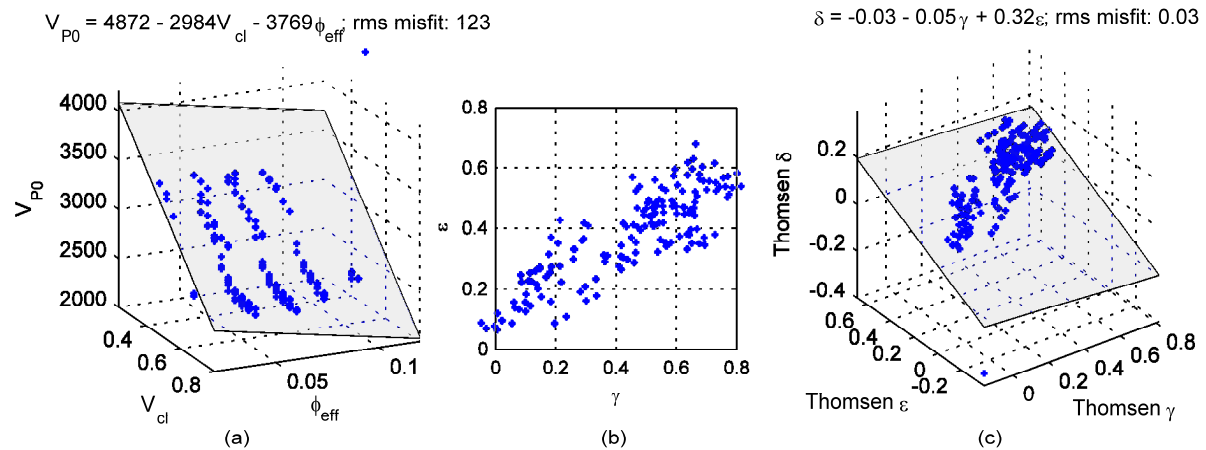 V_P0 = 4872 - 2984V_cl - 3769ϕ_eff; rms misfit: 123
4000
3500
3000
2500
2000
V_P0
0.4
0.6
0.8
V_cl
0.05
0.1
ϕ_eff
(a)
0.8
0.6
0.4
0.2
0
ε
0
0.2
0.4
0.6
0.8
γ
(b)
δ = -0.03 - 0.05γ + 0.32ε; rms misfit: 0.03
0.2
0
-0.2
-0.4
Thomsen δ
0.6
0.4
0.2
0
-0.2
Thomsen ε
0
0.2
0.4
0.6
0.8
Thomsen γ
(c)